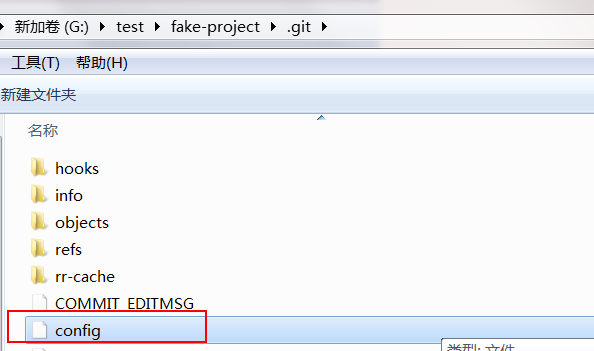 新加卷 (G:) test fake-project .git
工具(T) 帮助(H)
新建文件夹
名称
hooks
info
objects
refs
rr-cache
COMMIT_EDITMSG
config
类型: 文件